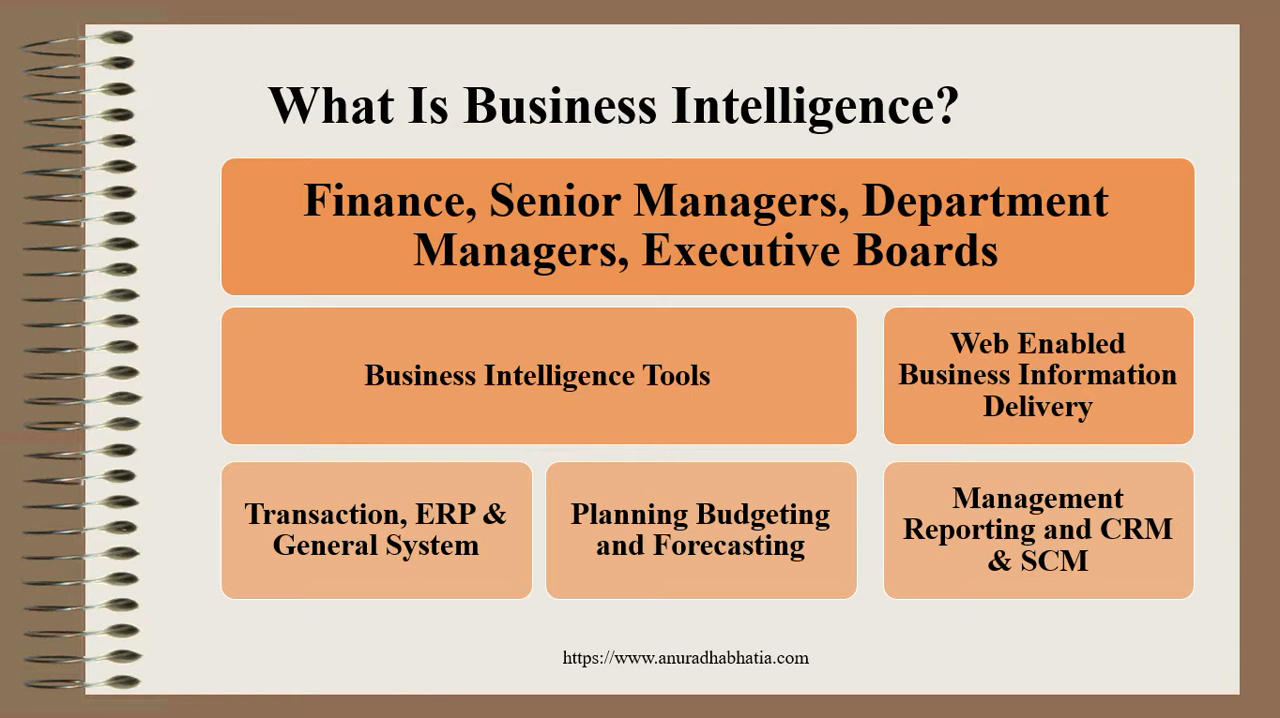 What Is Business Intelligence?
Finance, Senior Managers, Department
Managers, Executive Boards
Business Intelligence Tools
Web Enabled
Business Information
Delivery
Transaction, ERP &
General System
Planning Budgeting
and Forecasting
Management
Reporting and CRM
& SCM
https://www.anuradhabhatia.com